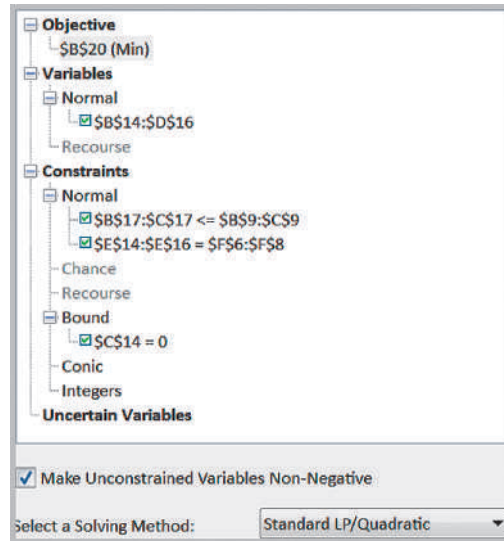 Objective
$B$20 (Min)
Variables
Normal
$B$14:$D$16
Recourse
Constraints
Normal
$B$17:$C$17 <= $B$9:$C$9
$E$14:$E$16 = $F$6:$F$8
Chance
Recourse
Bound
$C$14 = 0
Conic
Integers
Uncertain Variables
Make Unconstrained Variables Non-Negative
Select a Solving Method: Standard LP/Quadratic